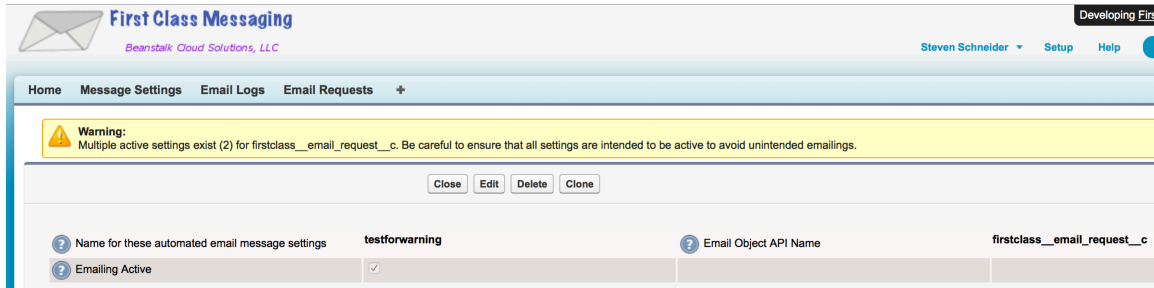 First Class Messaging
Developing Firs
Beanstalk Cloud Solutions, LLC
Steven Schneider Setup Help
Home Message Settings Email Logs Email Requests +
Warning:
Multiple active settings exist (2) for firstclass__email_request__c. Be careful to ensure that all settings are intended to be active to avoid unintended emailings.
Close Edit Delete Clone
? Name for these automated email message settings testforwarning ? Email Object API Name firstclass__email_request__c
? Emailing Active